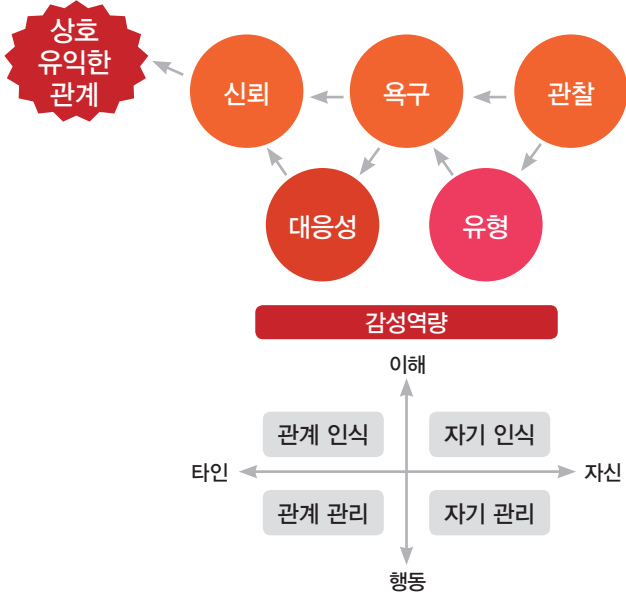 상호
유익한
관계
신뢰
욕구
관찰
대응성
유형
감성역량
이해
관계 인식
자기 인식
타인
자신
관계 관리
자기 관리
행동